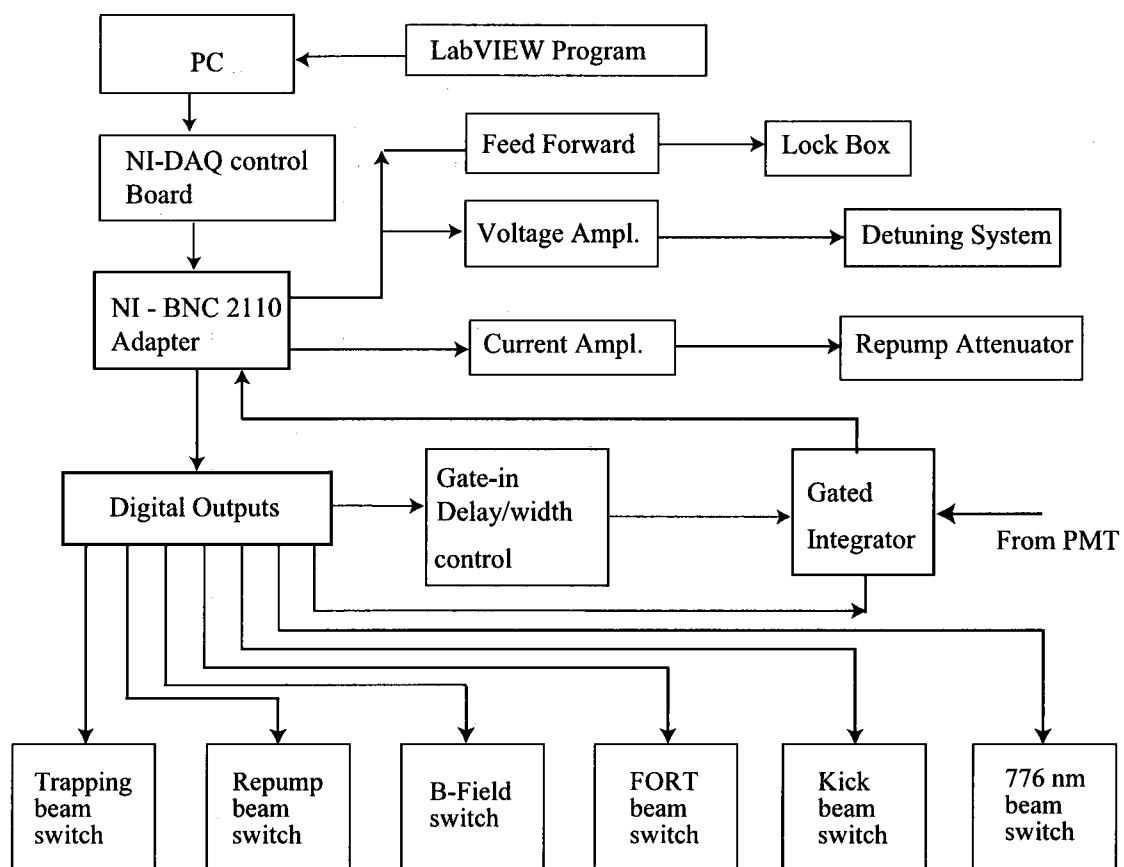 PC
LabVIEW Program
NI-DAQ control
Board
Feed Forward
Lock Box
Voltage Ampl.
Detuning System
NI - BNC 2110
Adapter
Current Ampl.
Repump Attenuator
Digital Outputs
Gate-in
Delay/width
control
Gated
Integrator
From PMT
Trapping
beam
switch
Repump
beam
switch
B-Field
switch
FORT
beam
switch
Kick
beam
switch
776 nm
beam
switch